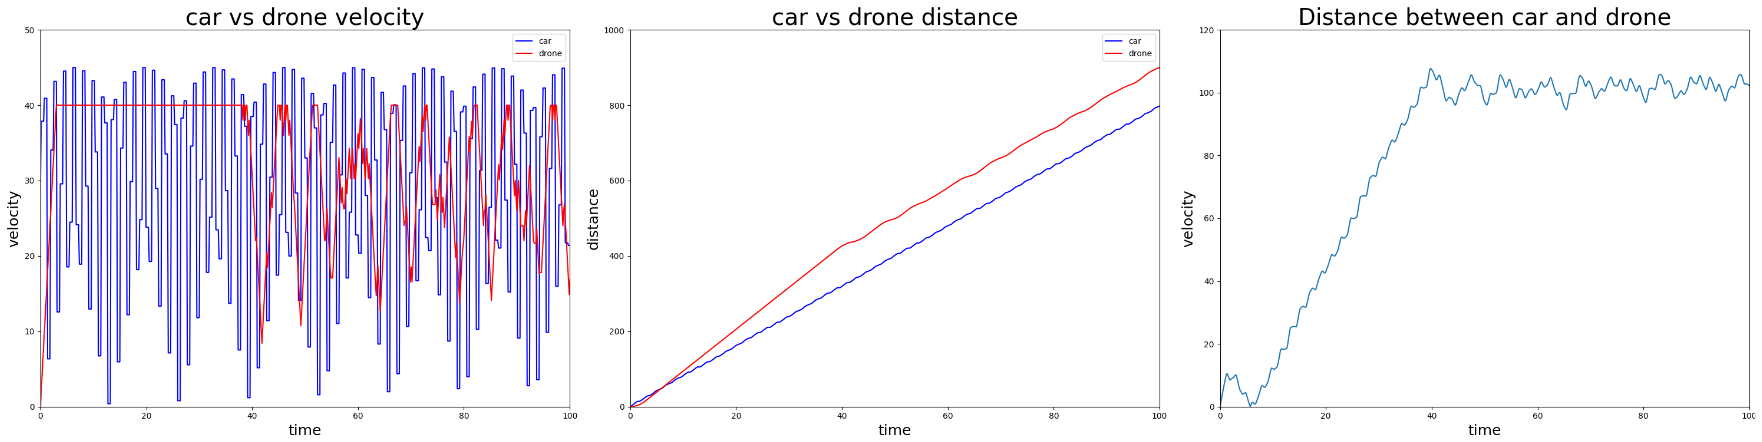 car vs drone velocity
50
40
30
20
10
0
velocity
car
drone
0 20 40 60 80 100
time
car vs drone distance
1000
800
600
400
200
0
distance
car
drone
0 20 40 60 80 100
time
Distance between car and drone
120
100
80
60
40
20
0
velocity
0 20 40 60 80 100
time